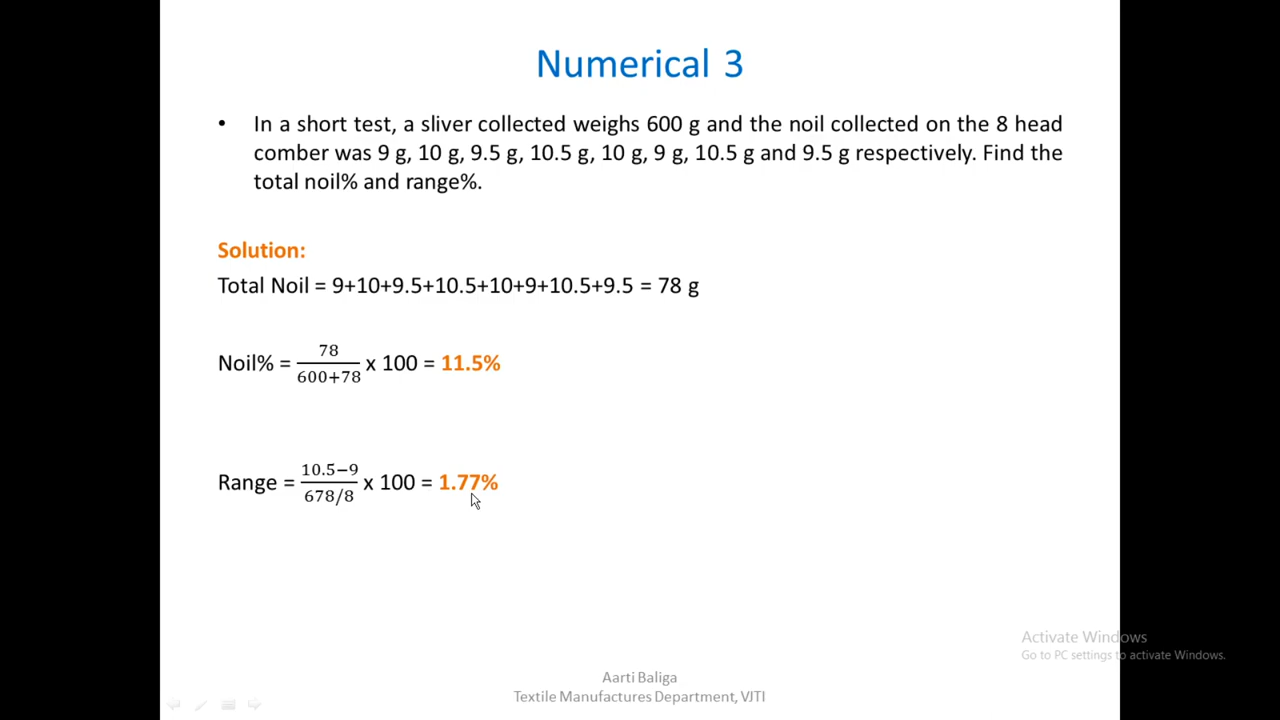 Numerical 3
• In a short test, a sliver collected weighs 600 g and the noil collected on the 8 head
comber was 9 g, 10 g, 9.5 g, 10.5 g, 10 g, 9 g, 10.5 g and 9.5 g respectively. Find the
total noil% and range%.
Solution:
Total Noil = 9+10+9.5+10.5+10+9+10.5+9.5 = 78 g
Noil% = 78/(600+78) x 100 = 11.5%
Range = (10.5−9)/(678/8) x 100 = 1.77%
Activate Windows
Go to PC settings to activate Windows.
Aarti Baliga
Textile Manufactures Department, VJTI